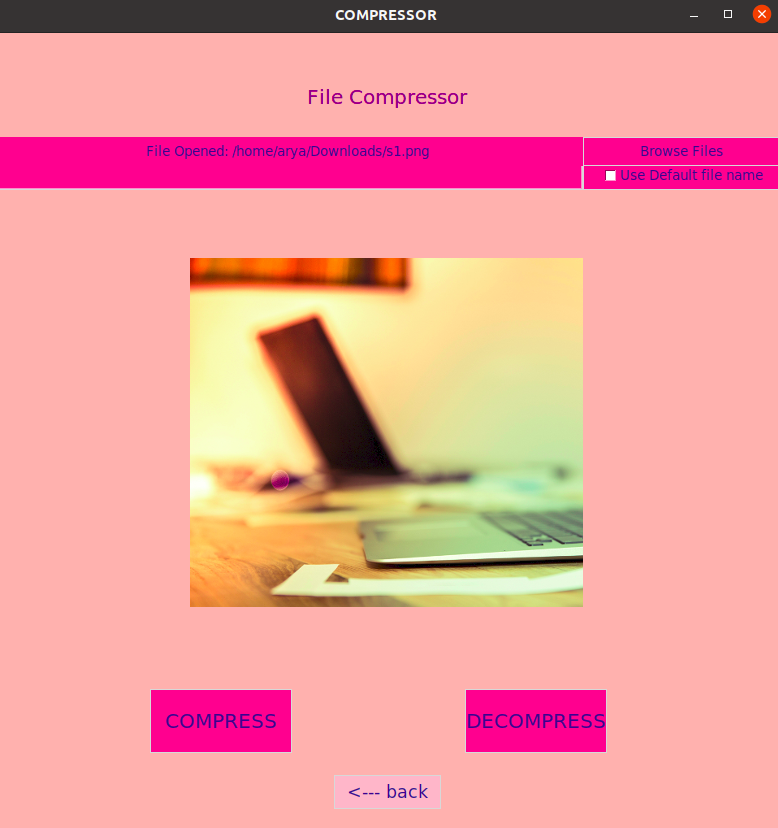 COMPRESSOR
File Compressor
File Opened: /home/arya/Downloads/s1.png
Browse Files
Use Default file name
COMPRESS
DECOMPRESS
<--- back